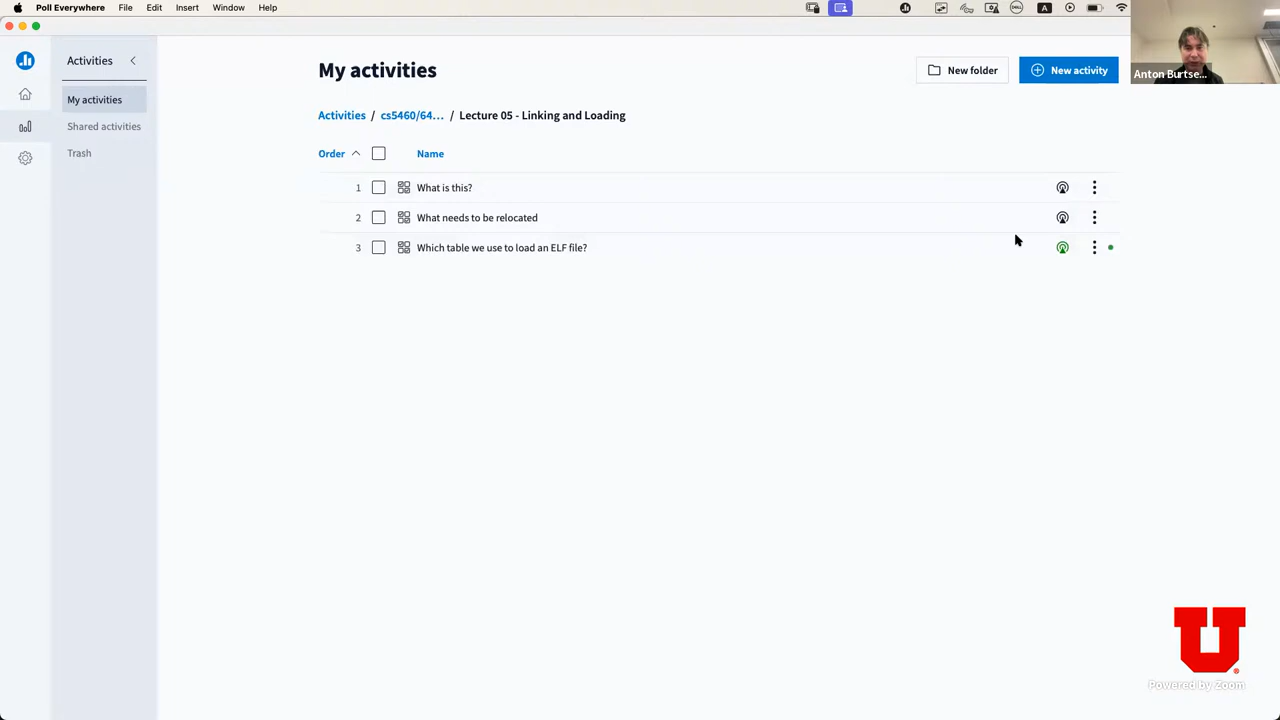 Poll Everywhere File Edit Insert Window Help
A
Anton Burtse...
Activities
My activities
Shared activities
Trash
My activities
New folder
New activity
Activities / cs5460/64... / Lecture 05 - Linking and Loading
Order Name
1 What is this?
2 What needs to be relocated
3 Which table we use to load an ELF file?
U
Powered by Zoom